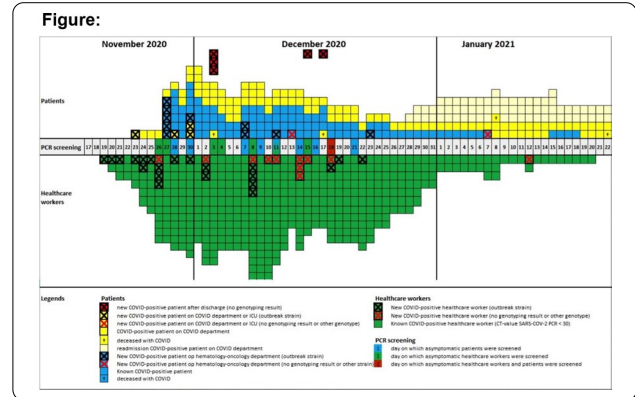 Figure:
November 2020 December 2020 January 2021
Patients
PCR screening 17 18 19 20 21 22 23 24 25 26 27 28 29 30 1 2 3 4 5 6 7 8 9 10 11 12 13 14 15 16 17 18 19 20 21 22 23 24 25 26 27 28 29 30 31 1 2 3 4 5 6 7 8 9 10 11 12 13 14 15 16 17 18 19 20 21 22
Healthcare
workers
Legends Patients Healthcare workers
new COVID-positive patient after discharge (no genotyping result) New COVID-positive healthcare worker (outbreak strain)
new COVID-positive patient on COVID department or ICU (outbreak strain) New COVID-positive healthcare worker (no genotyping result or other strain)
new COVID-positive patient on COVID department or ICU (no genotyping result or other genotype) Known COVID-positive healthcare worker (CT-value SARS-COV-2 PCR < 30)
COVID-positive patient on COVID department
deceased with COVID PCR screening
readmission COVID-positive patient on COVID department day on which asymptomatic patients were screened
New COVID-positive patient op hematology-oncology department (outbreak strain) day on which asymptomatic healthcare workers were screened
New COVID-positive patient op hematology-oncology department (no genotyping result or other strain) day on which asymptomatic healthcare workers and patients were screened
Known COVID-positive patient
deceased with COVID